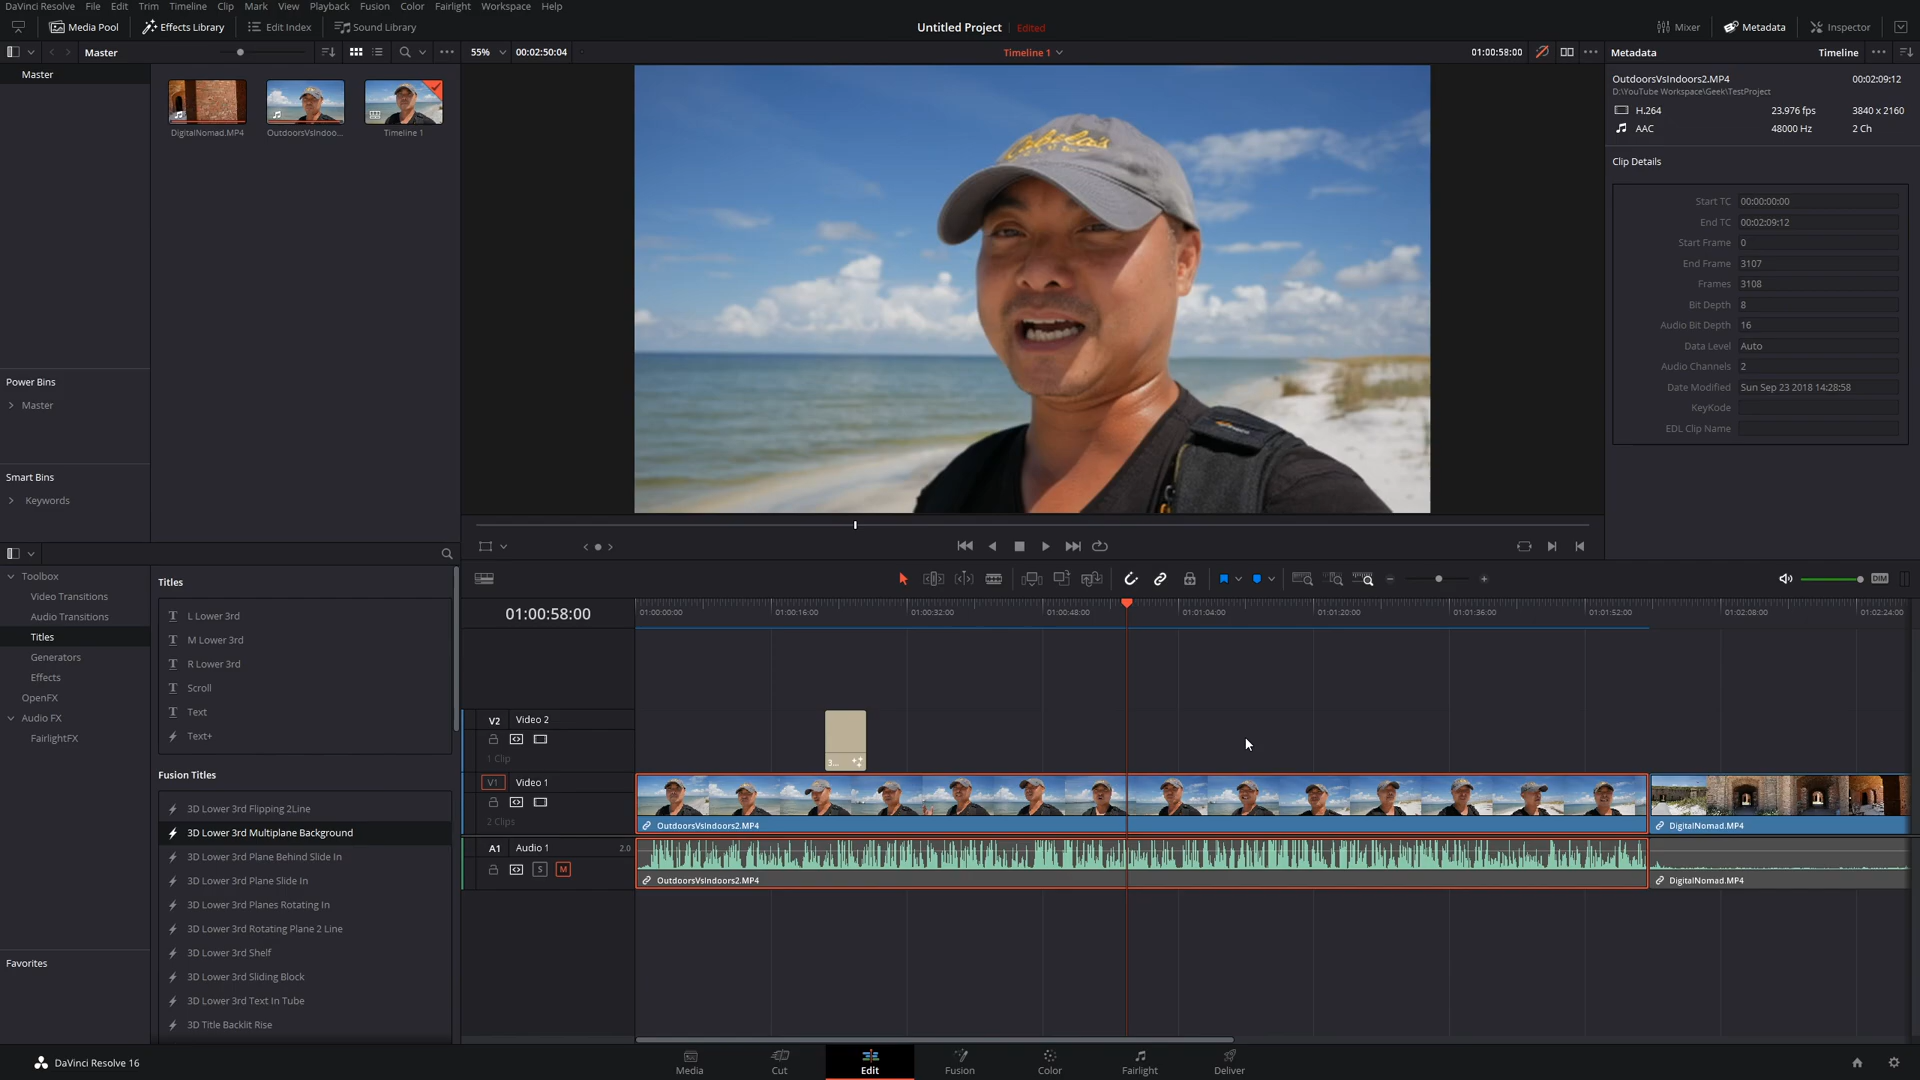 DaVinci Resolve File Edit Trim Timeline Clip Mark View Playback Fusion Color Fairlight Workspace Help
Media Pool Effects Library Edit Index Sound Library Untitled Project Edited Mixer Metadata Inspector
Master 55% 00:02:50:04 Timeline 1 01:00:58:00 Metadata Timeline
Master
DigitalNomad.MP4 OutdoorsVsIndoo... Timeline 1
Power Bins
Master
Smart Bins
Keywords
Cabela's
OutdoorsVsIndoors2.MP4 00:02:09:12
D:\YouTube Workspace\Geek\TestProject
H.264 23.976 fps 3840 x 2160
AAC 48000 Hz 2 Ch
Clip Details
Start TC 00:00:00:00
End TC 00:02:09:12
Start Frame 0
End Frame 3107
Frames 3108
Bit Depth 8
Audio Bit Depth 16
Data Level Auto
Audio Channels 2
Date Modified Sun Sep 23 2018 14:28:58
KeyKode
EDL Clip Name
Toolbox
Video Transitions
Audio Transitions
Titles
Generators
Effects
OpenFX
Audio FX
FairlightFX
Favorites
Titles
L Lower 3rd
M Lower 3rd
R Lower 3rd
Scroll
Text
Text+
Fusion Titles
3D Lower 3rd Flipping 2Line
3D Lower 3rd Multiplane Background
3D Lower 3rd Plane Behind Slide In
3D Lower 3rd Plane Slide In
3D Lower 3rd Planes Rotating In
3D Lower 3rd Rotating Plane 2 Line
3D Lower 3rd Shelf
3D Lower 3rd Sliding Block
3D Lower 3rd Text In Tube
3D Title Backlit Rise
DIM
01:00:58:00 01:00:00:00 01:00:16:00 01:00:32:00 01:00:48:00 01:01:04:00 01:01:20:00 01:01:36:00 01:01:52:00 01:02:08:00 01:02:24:00
V2 Video 2
1 Clip
3...
V1 Video 1
2 Clips
OutdoorsVsIndoors2.MP4 DigitalNomad.MP4
A1 Audio 1 2.0
S M
OutdoorsVsIndoors2.MP4 DigitalNomad.MP4
DaVinci Resolve 16 Media Cut Edit Fusion Color Fairlight Deliver